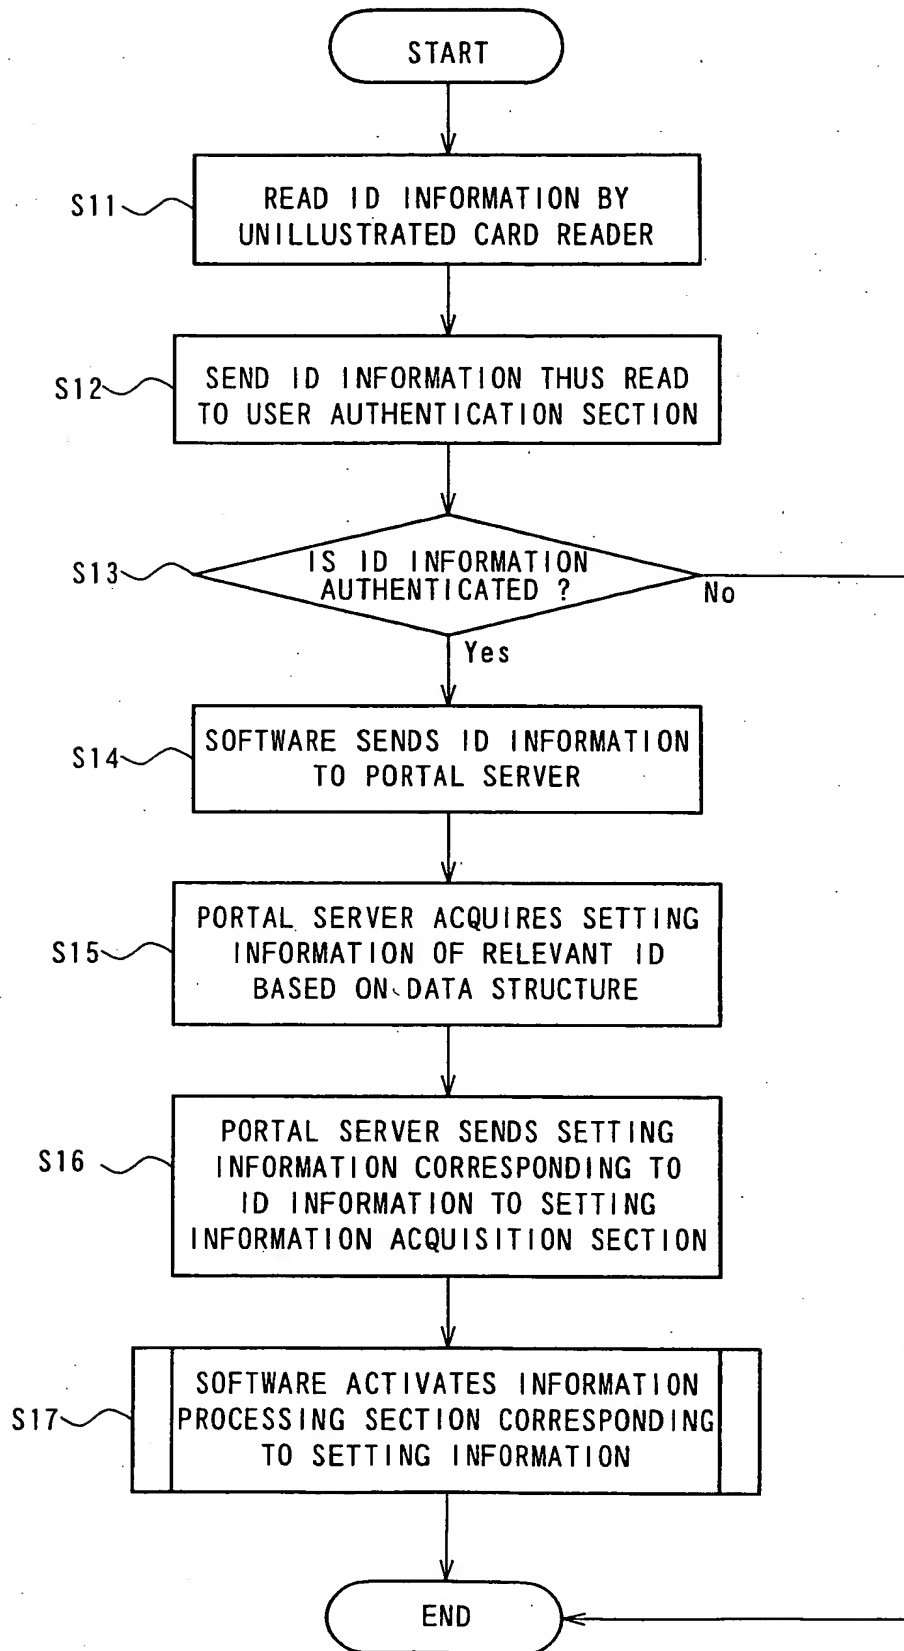 START
S11
READ ID INFORMATION BY
UNILLUSTRATED CARD READER
S12
SEND ID INFORMATION THUS READ
TO USER AUTHENTICATION SECTION
S13
IS ID INFORMATION
AUTHENTICATED ?
No
Yes
S14
SOFTWARE SENDS ID INFORMATION
TO PORTAL SERVER
S15
PORTAL SERVER ACQUIRES SETTING
INFORMATION OF RELEVANT ID
BASED ON DATA STRUCTURE
S16
PORTAL SERVER SENDS SETTING
INFORMATION CORRESPONDING TO
ID INFORMATION TO SETTING
INFORMATION ACQUISITION SECTION
S17
SOFTWARE ACTIVATES INFORMATION
PROCESSING SECTION CORRESPONDING
TO SETTING INFORMATION
END